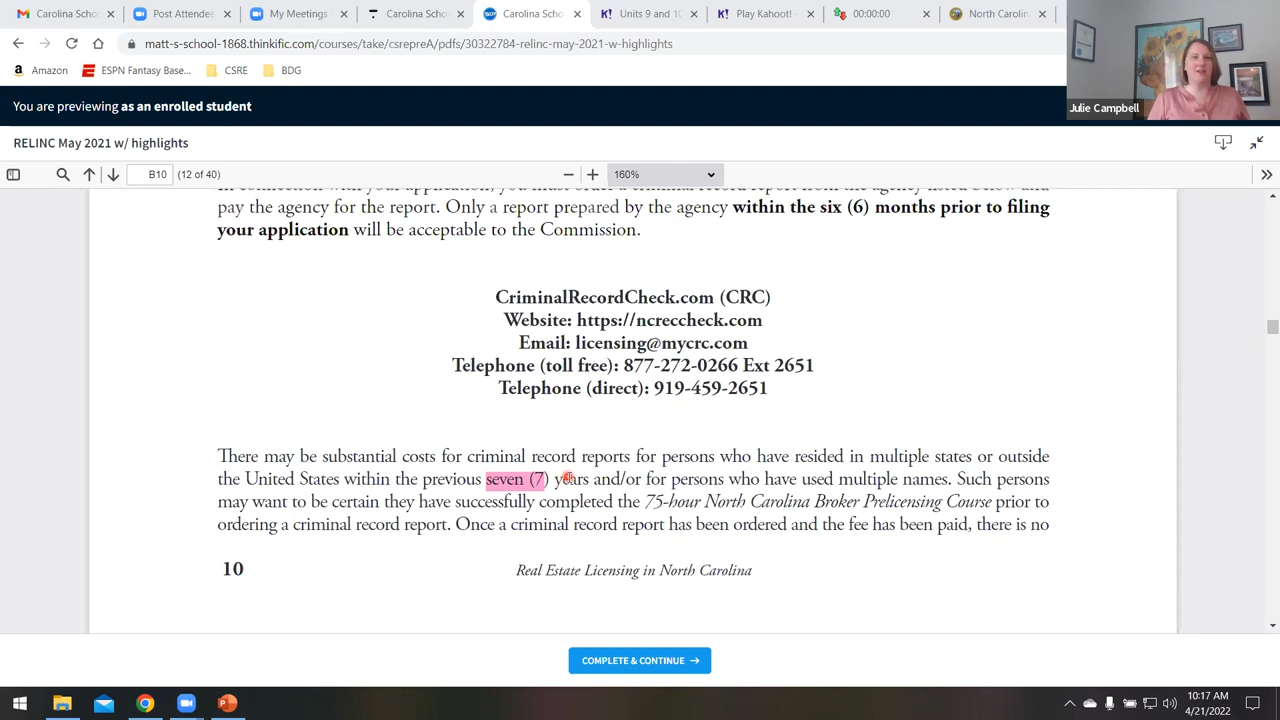 Carolina Scho
Post Attendee
My Meetings -
Carolina Scho
Carolina Scho
Units 9 and 10
Play Kahoot! -
00:00:00
North Carolin
matt-s-school-1868.thinkific.com/courses/take/csrepreA/pdfs/30322784-relinc-may-2021-w-highlights
Amazon
ESPN Fantasy Base...
CSRE
BDG
Julie Campbell
You are previewing as an enrolled student
RELINC May 2021 w/ highlights
B10
(12 of 40)
160%
pay the agency for the report. Only a report prepared by the agency within the six (6) months prior to filing
your application will be acceptable to the Commission.
CriminalRecordCheck.com (CRC)
Website: https://ncreccheck.com
Email: licensing@mycrc.com
Telephone (toll free): 877-272-0266 Ext 2651
Telephone (direct): 919-459-2651
There may be substantial costs for criminal record reports for persons who have resided in multiple states or outside
the United States within the previous seven (7) years and/or for persons who have used multiple names. Such persons
may want to be certain they have successfully completed the 75-hour North Carolina Broker Prelicensing Course prior to
ordering a criminal record report. Once a criminal record report has been ordered and the fee has been paid, there is no
10
Real Estate Licensing in North Carolina
COMPLETE & CONTINUE →
10:17 AM
4/21/2022